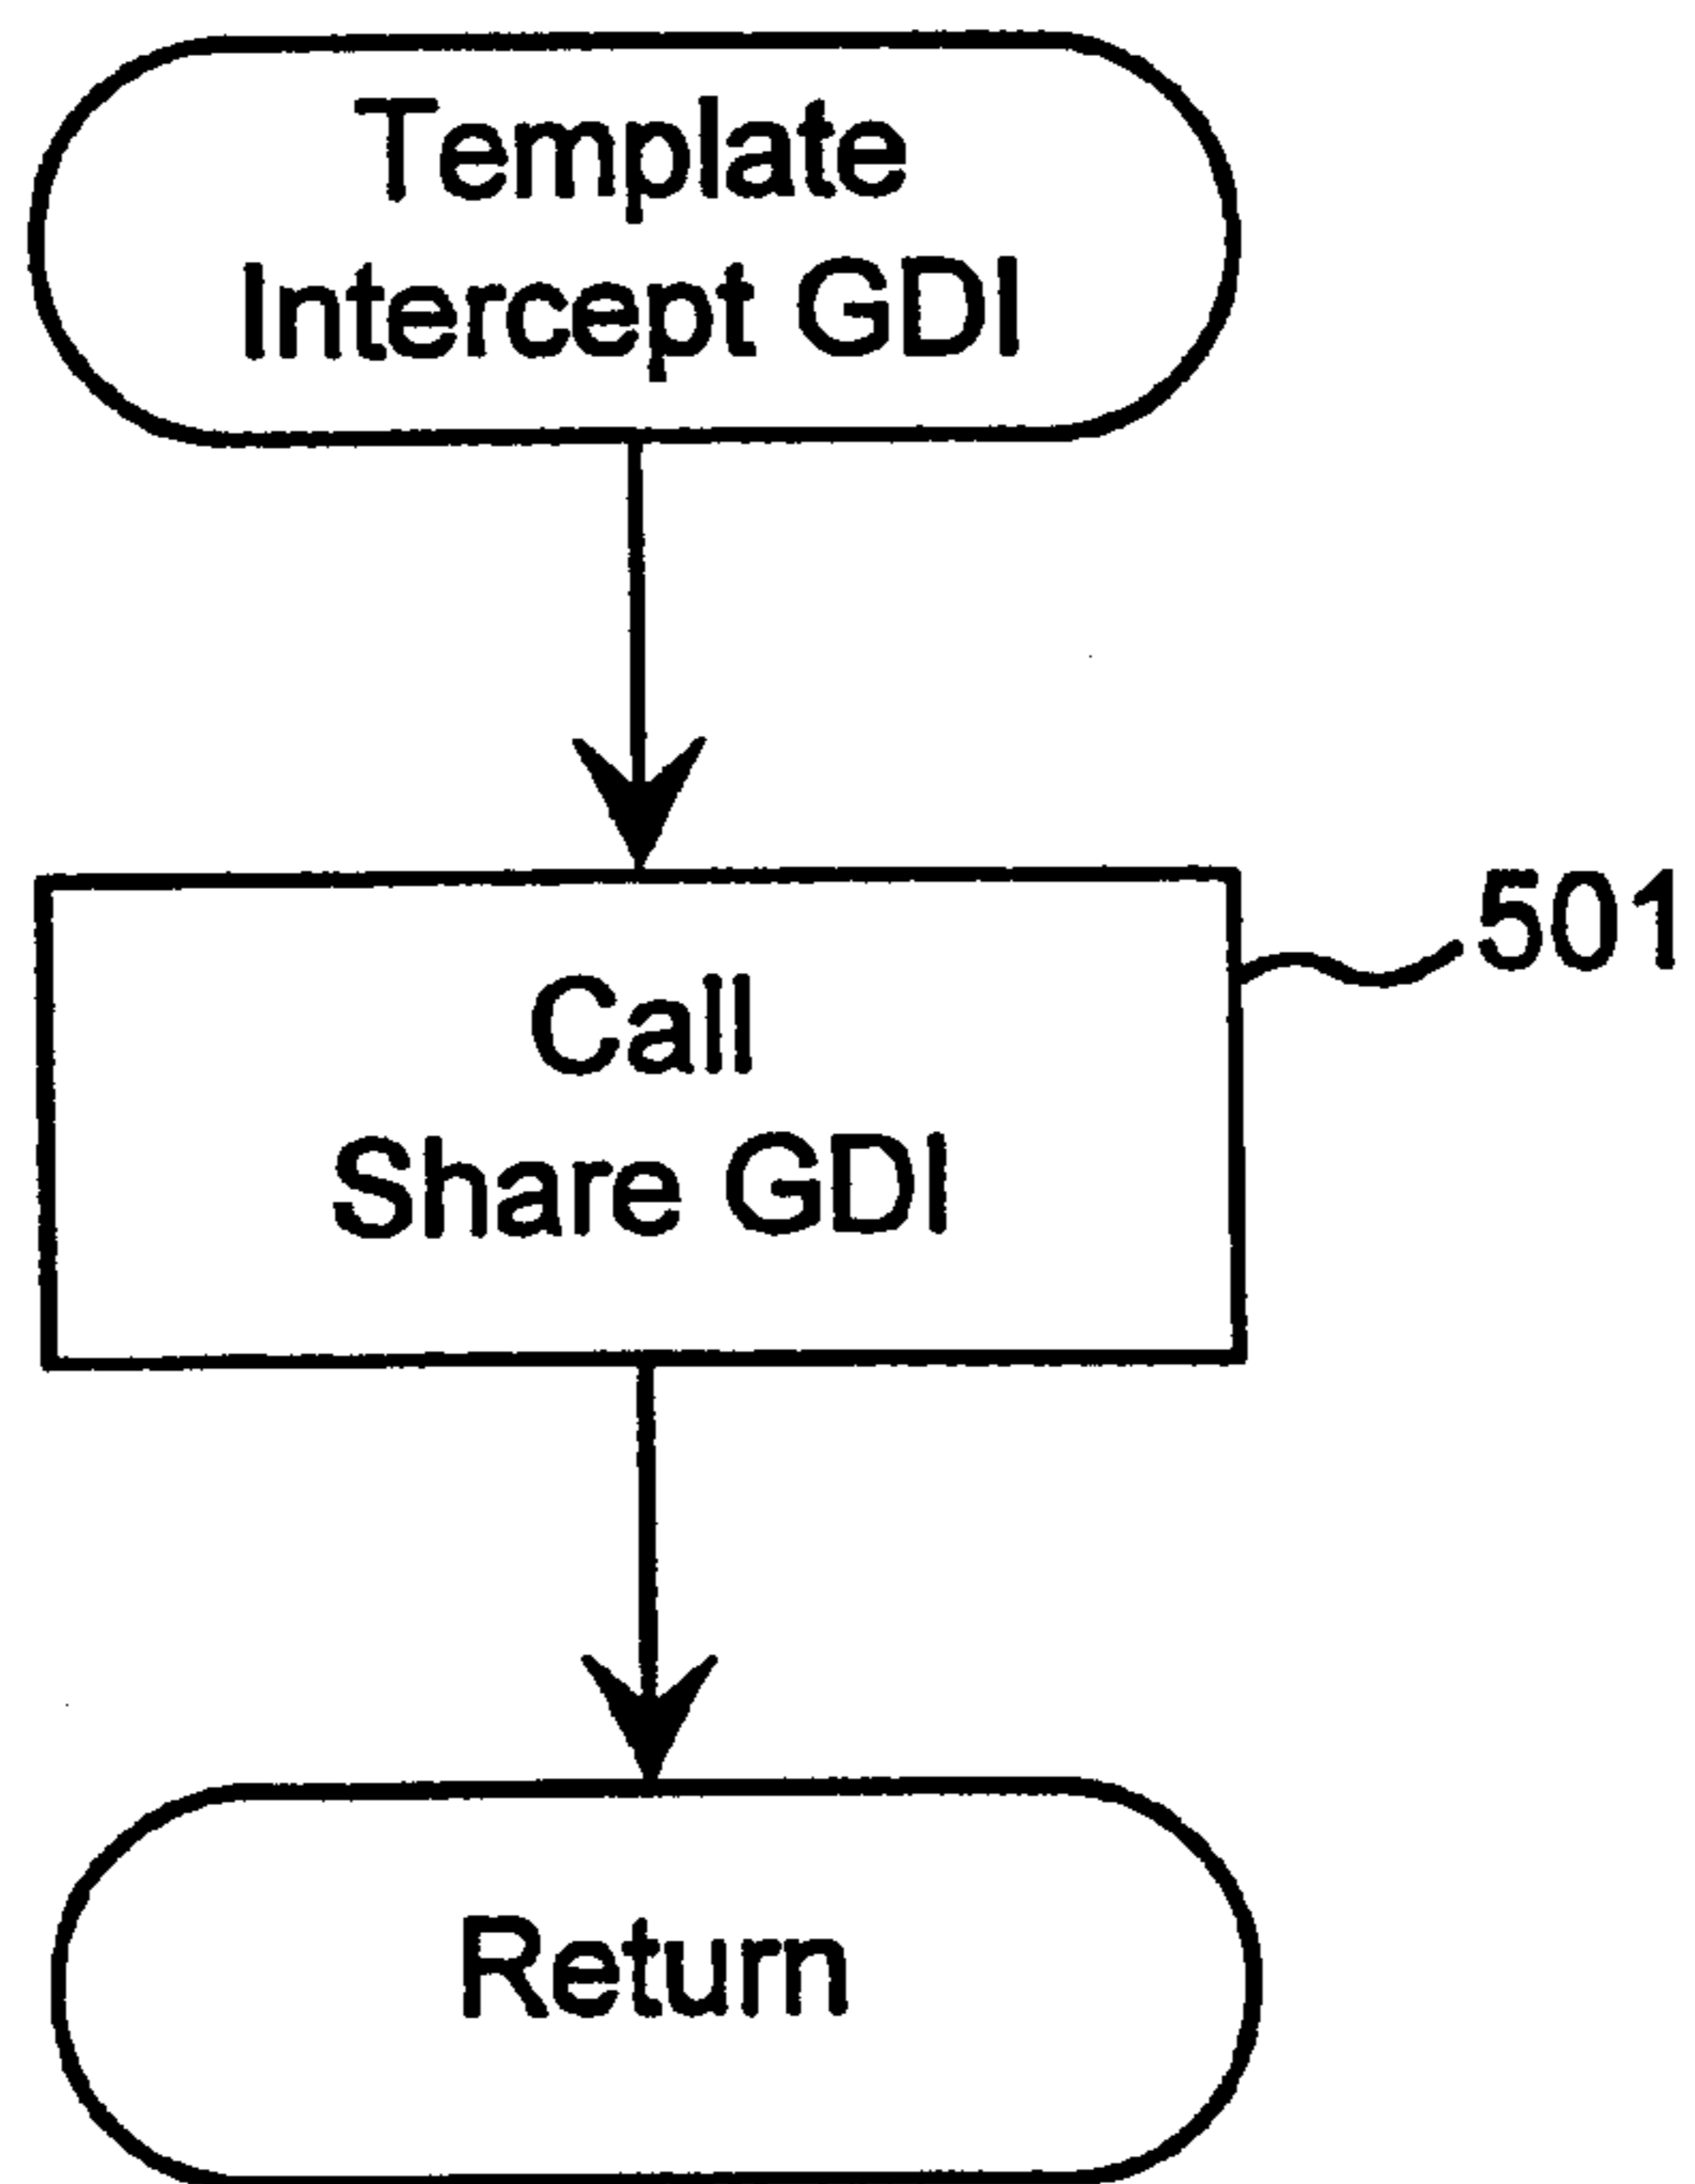 Template
Intercept GDI
501
Call
Share GDI
Return